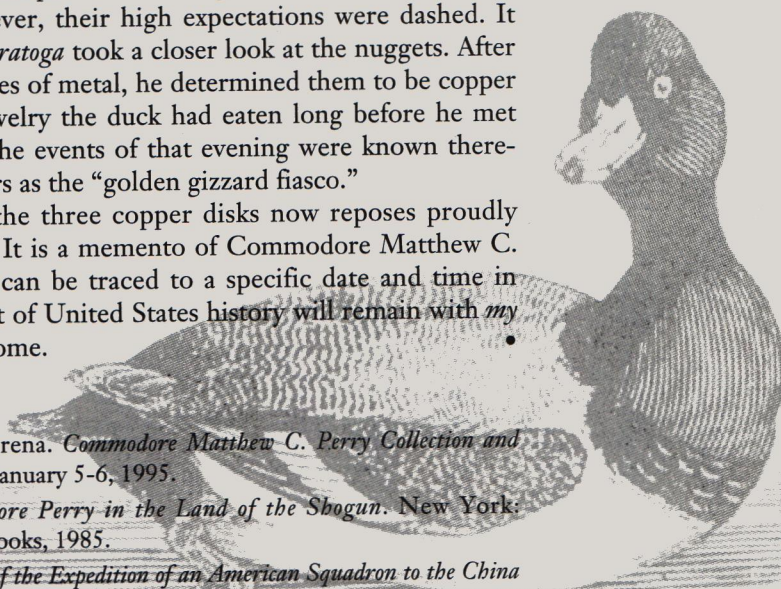 ver, their high expectations were dashed. It
ratoga took a closer look at the nuggets. After
es of metal, he determined them to be copper
velry the duck had eaten long before he met
he events of that evening were known there-
rs as the “golden gizzard fiasco.”
the three copper disks now reposes proudly
It is a memento of Commodore Matthew C.
can be traced to a specific date and time in
t of United States history will remain with my
ome.
rena. Commodore Matthew C. Perry Collection and
anuary 5-6, 1995.
ore Perry in the Land of the Shogun. New York:
ooks, 1985.
f the Expedition of an American Squadron to the China